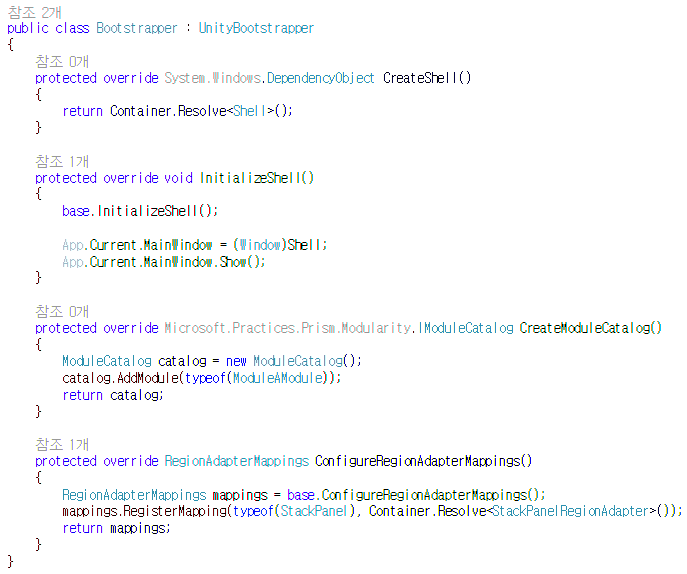 참조 2개
public class Bootstrapper : UnityBootstrapper
{
    참조 0개
    protected override System.Windows.DependencyObject CreateShell()
    {
        return Container.Resolve<Shell>();
    }

    참조 1개
    protected override void InitializeShell()
    {
        base.InitializeShell();

        App.Current.MainWindow = (Window)Shell;
        App.Current.MainWindow.Show();
    }

    참조 0개
    protected override Microsoft.Practices.Prism.Modularity.IModuleCatalog CreateModuleCatalog()
    {
        ModuleCatalog catalog = new ModuleCatalog();
        catalog.AddModule(typeof(ModuleAModule));
        return catalog;
    }

    참조 1개
    protected override RegionAdapterMappings ConfigureRegionAdapterMappings()
    {
        RegionAdapterMappings mappings = base.ConfigureRegionAdapterMappings();
        mappings.RegisterMapping(typeof(StackPanel), Container.Resolve<StackPanelRegionAdapter>());
        return mappings;
    }
}